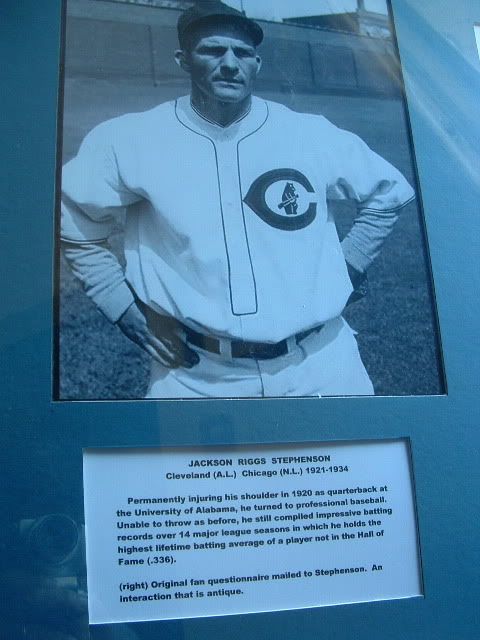 C
JACKSON RIGGS STEPHENSON
Cleveland (A.L.) Chicago (N.L.) 1921-1934
Permanently injuring his shoulder in 1920 as quarterback at
the University of Alabama, he turned to professional baseball.
Unable to throw as before, he still compiled impressive batting
records over 14 major league seasons in which he holds the
highest lifetime batting average of a player not in the Hall of
Fame (.336).
(right) Original fan questionnaire mailed to Stephenson. An
interaction that is antique.